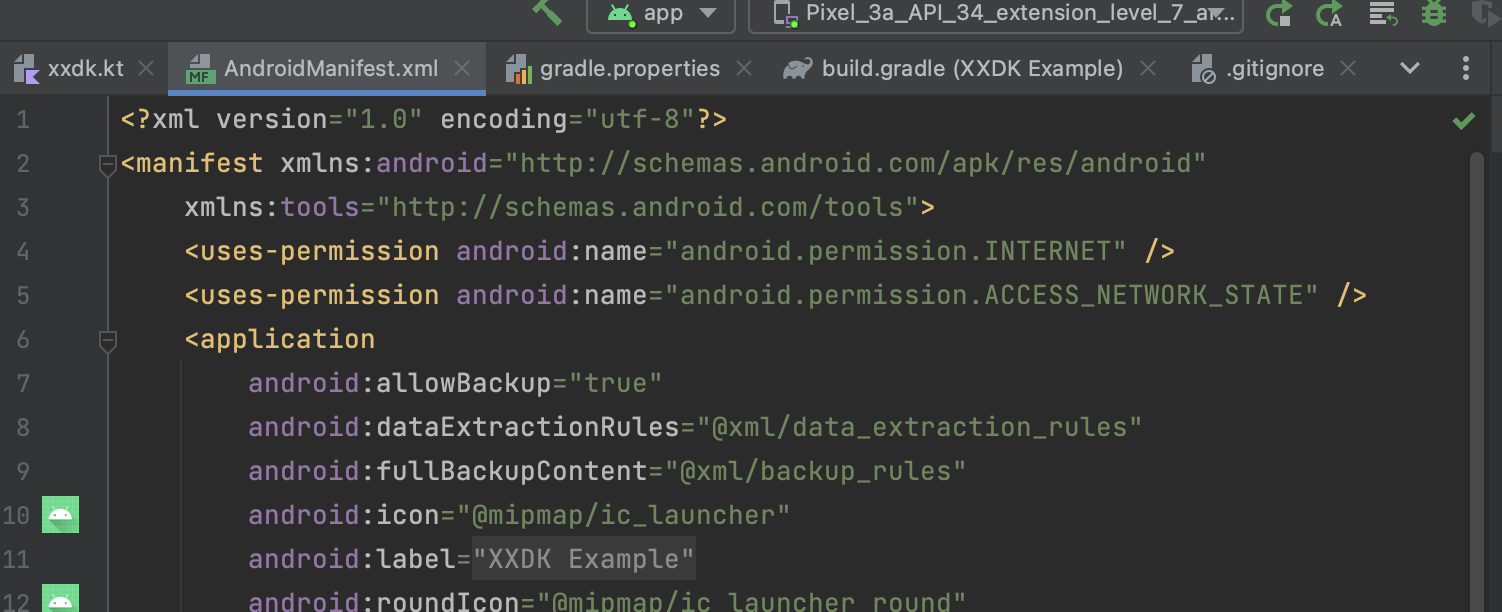 app Pixel_3a_API_34_extension_level_7_ar...
xxdk.kt AndroidManifest.xml gradle.properties build.gradle (XXDK Example) .gitignore
1 <?xml version="1.0" encoding="utf-8"?>
2 <manifest xmlns:android="http://schemas.android.com/apk/res/android"
3 xmlns:tools="http://schemas.android.com/tools">
4 <uses-permission android:name="android.permission.INTERNET" />
5 <uses-permission android:name="android.permission.ACCESS_NETWORK_STATE" />
6 <application
7 android:allowBackup="true"
8 android:dataExtractionRules="@xml/data_extraction_rules"
9 android:fullBackupContent="@xml/backup_rules"
10 android:icon="@mipmap/ic_launcher"
11 android:label="XXDK Example"
12 android:roundIcon="@mipmap/ic_launcher_round"